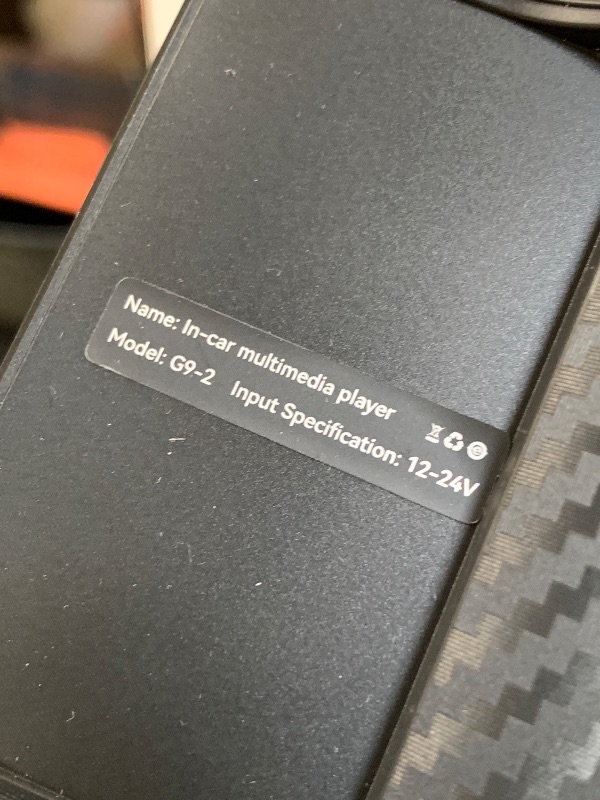 Name: In-car multimedia player
Model: G9-2 Input Specification: 12-24V